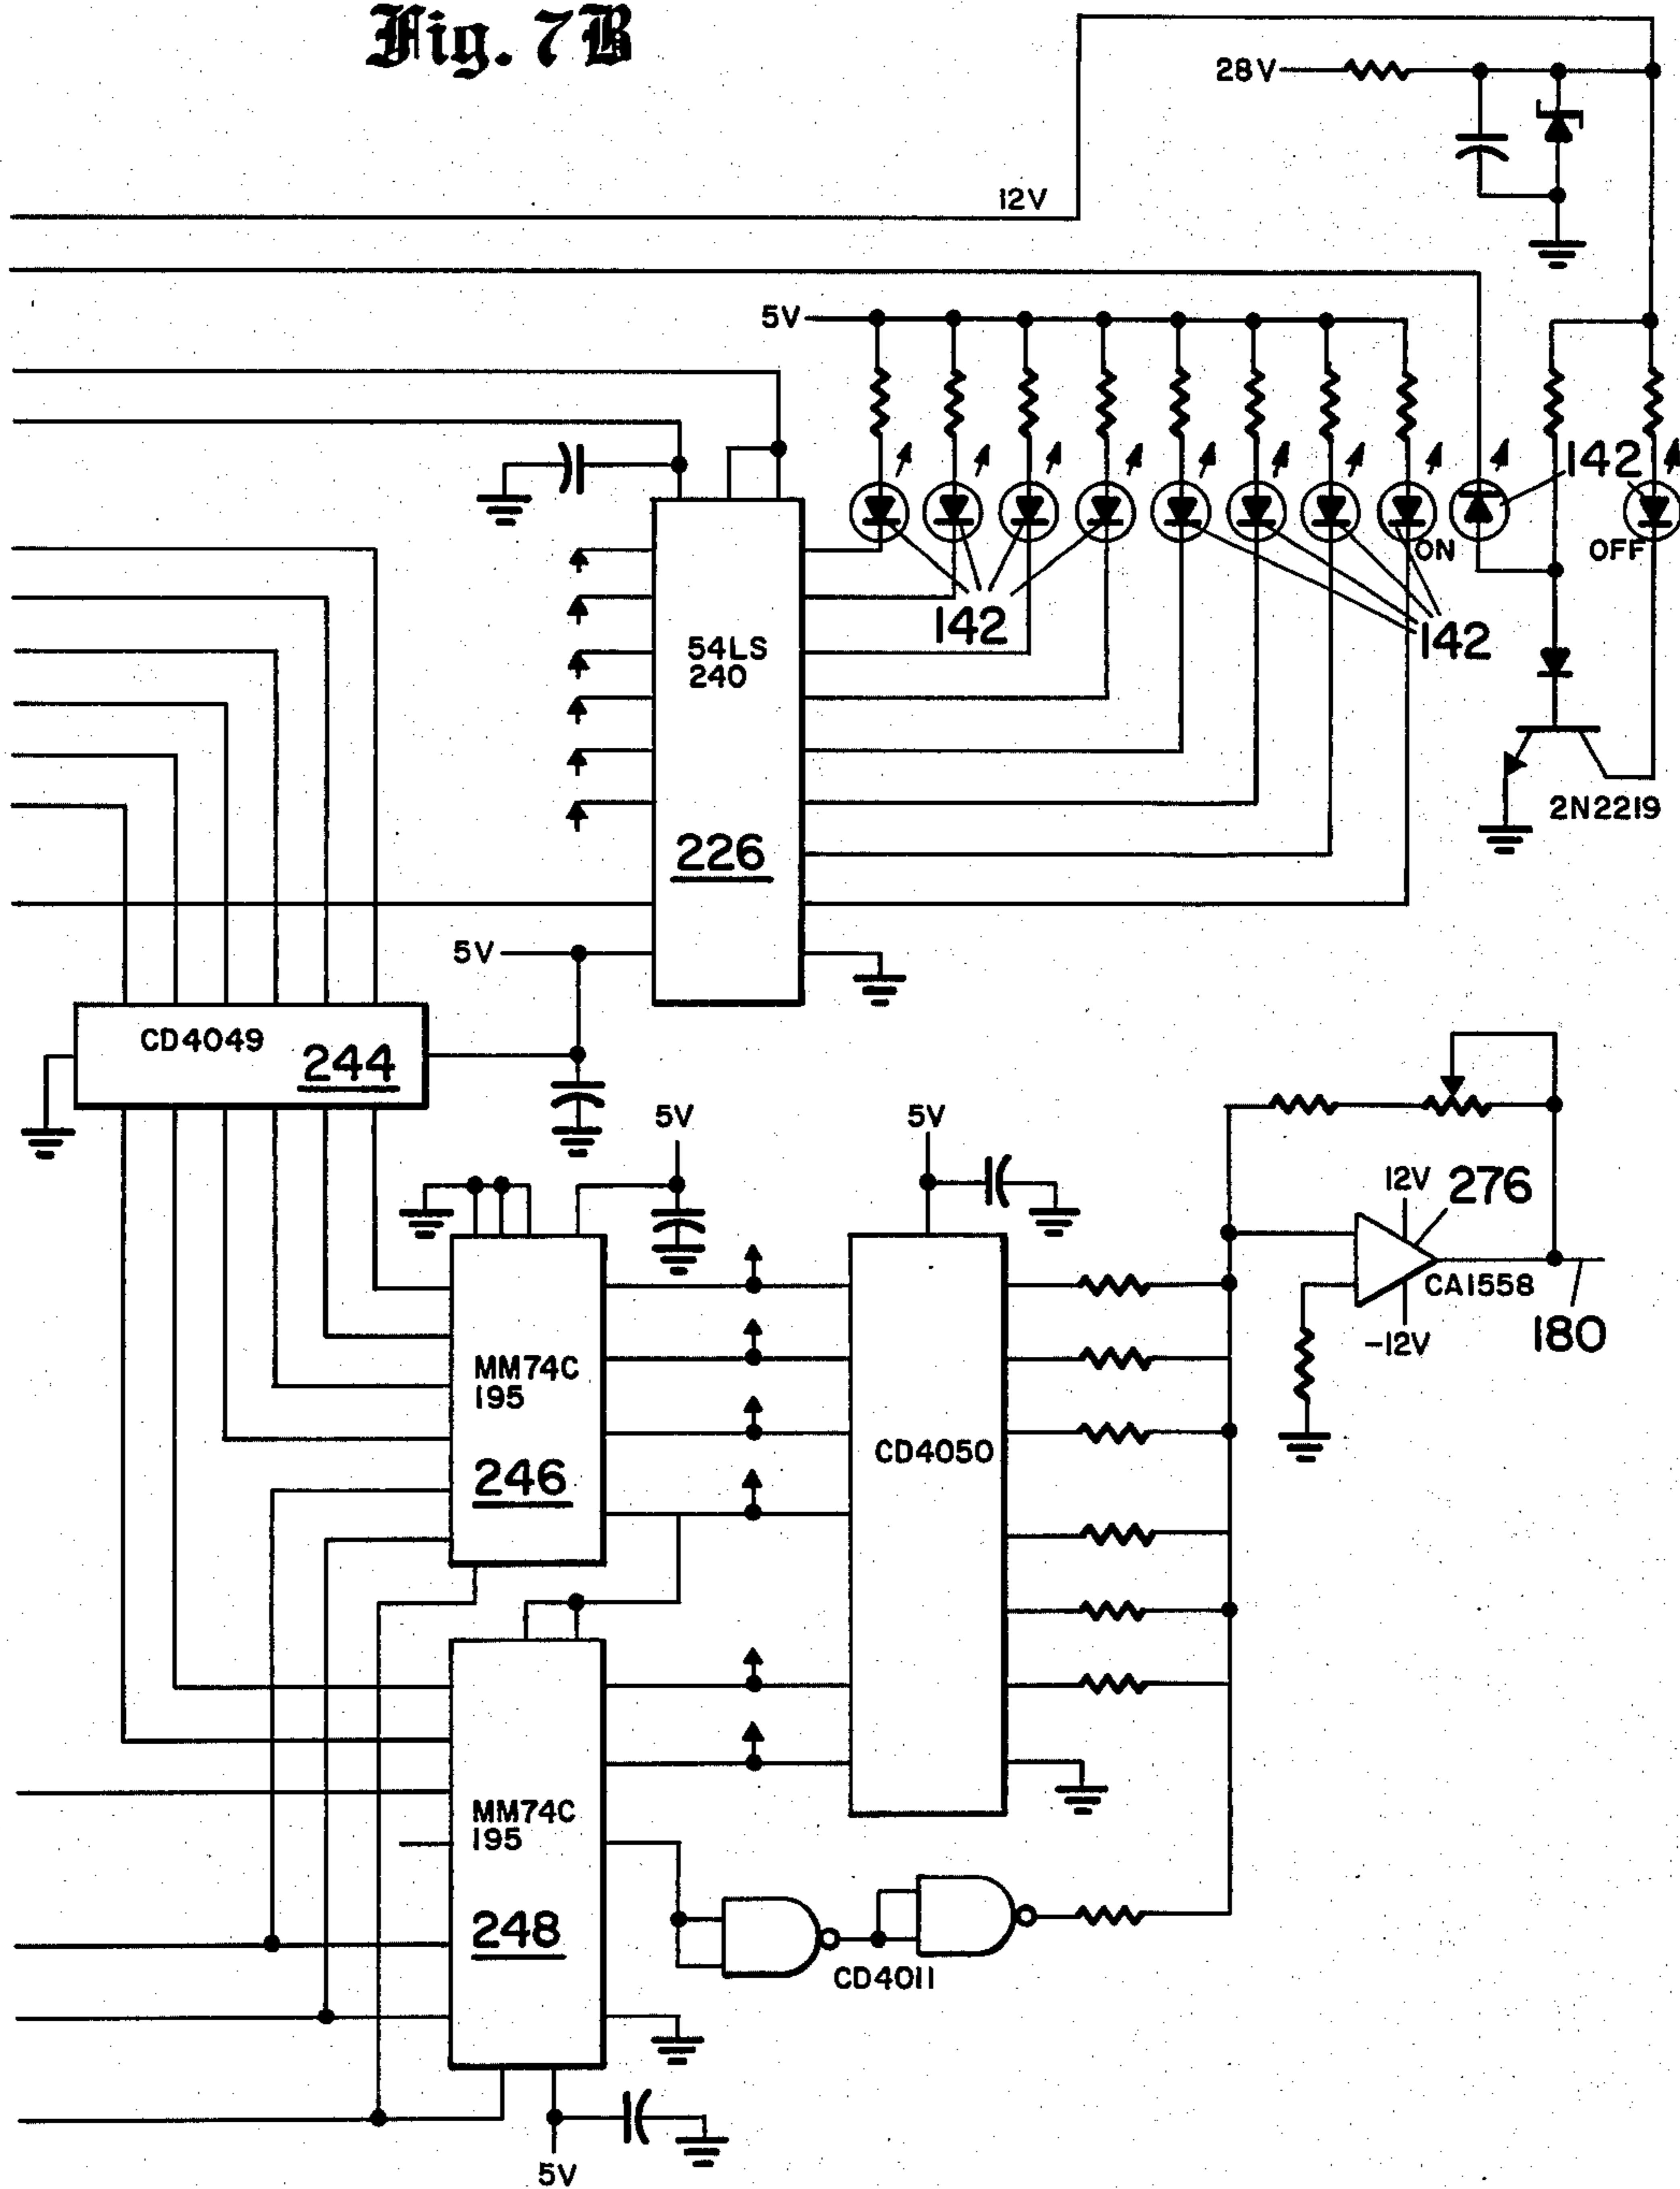 Fig. 7B
28V
12V
5V
142
ON
OFF
142
142
54LS
240
2N2219
226
5V
CD4049
244
5V
5V
12V
276
CA1558
-12V
180
MM74C
195
246
CD4050
MM74C
195
248
CD4011
5V